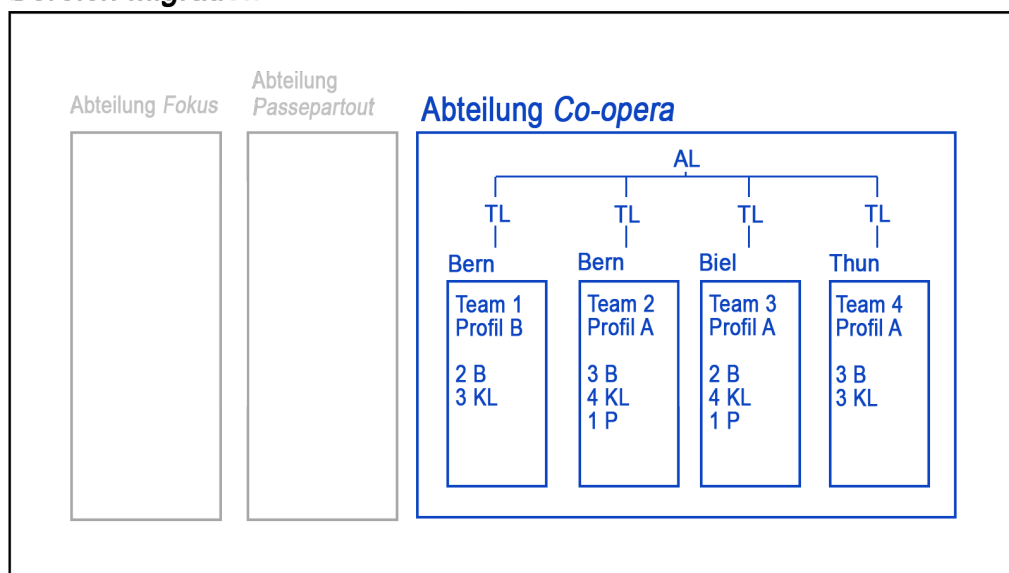 Abteilung Fokus
Abteilung
Passepartout
Abteilung Co-opera
AL
TL
TL
TL
TL
Bern
Bern
Biel
Thun
Team 1
Profil B
2 B
3 KL
Team 2
Profil A
3 B
4 KL
1 P
Team 3
Profil A
2 B
4 KL
1 P
Team 4
Profil A
3 B
3 KL